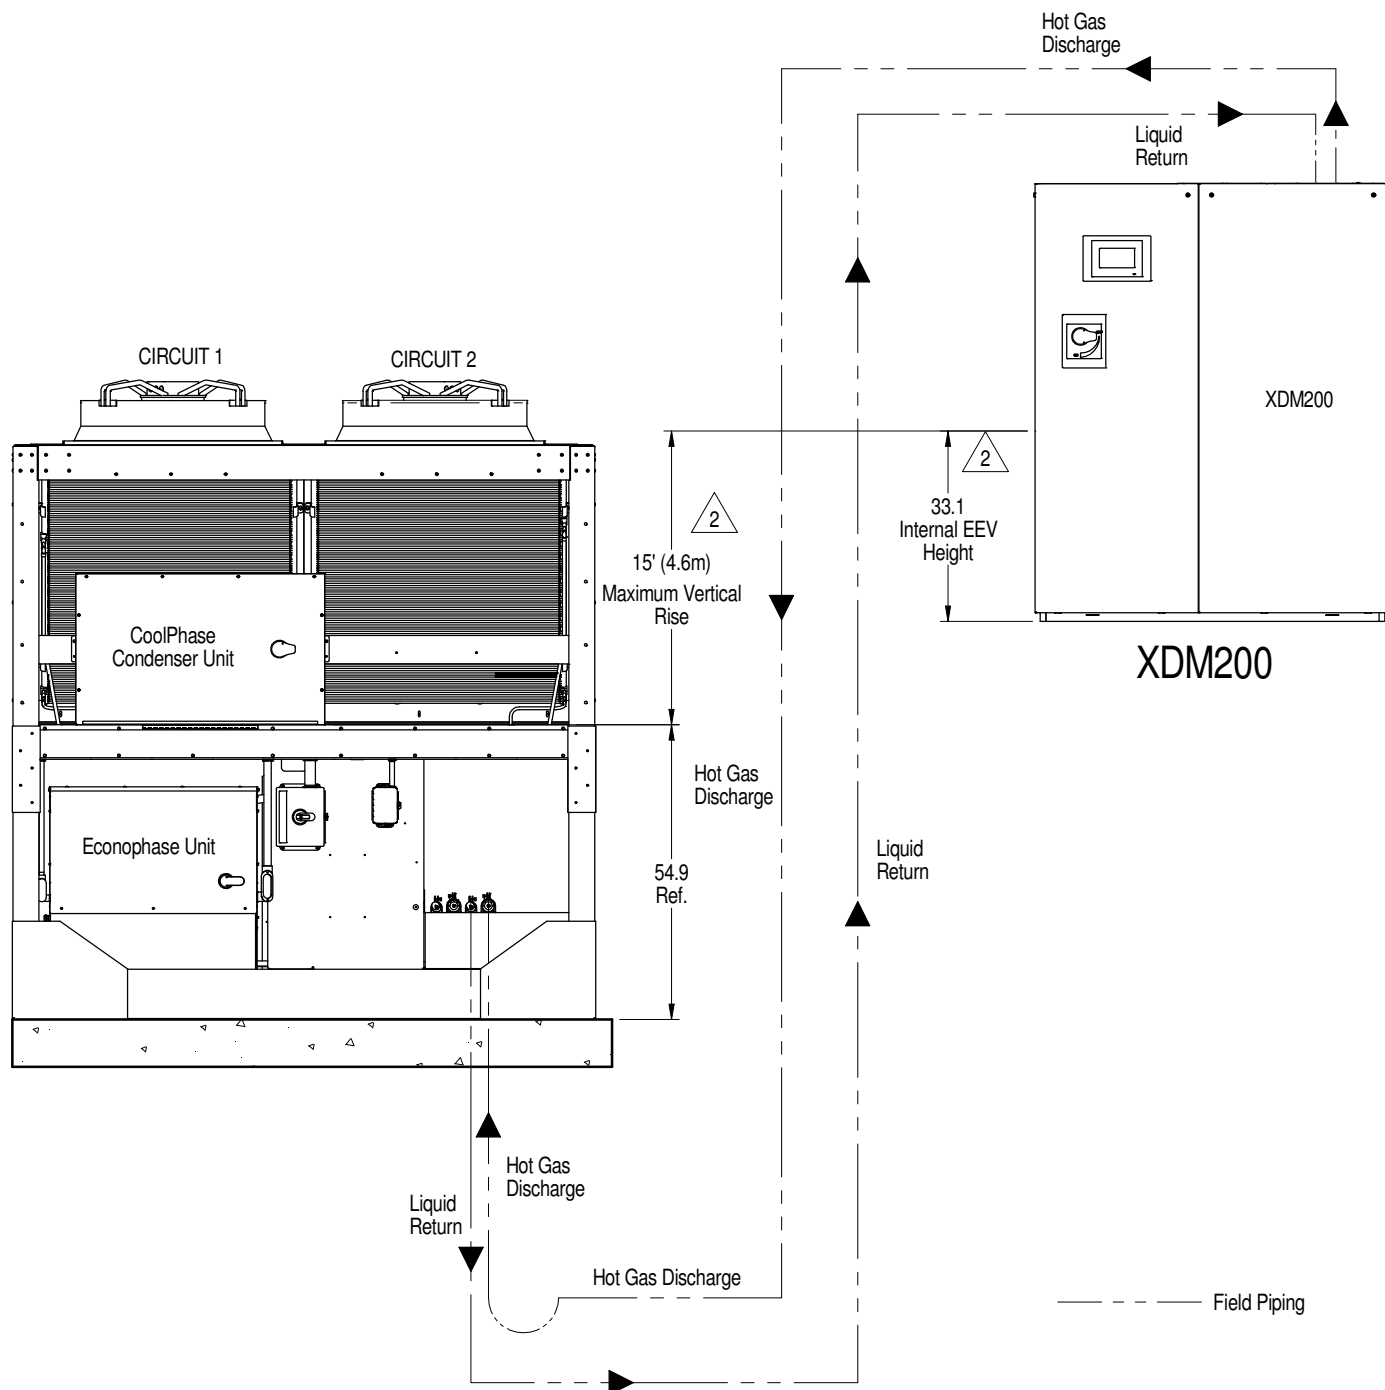 Hot Gas
Discharge
Liquid
Return
CIRCUIT 1
CIRCUIT 2
XDM200
2
2
33.1
Internal EEV
Height
15' (4.6m)
Maximum Vertical
Rise
CoolPhase
Condenser Unit
XDM200
Hot Gas
Discharge
Econophase Unit
54.9
Ref.
Liquid
Return
Hot Gas
Discharge
Liquid
Return
Hot Gas Discharge
Field Piping